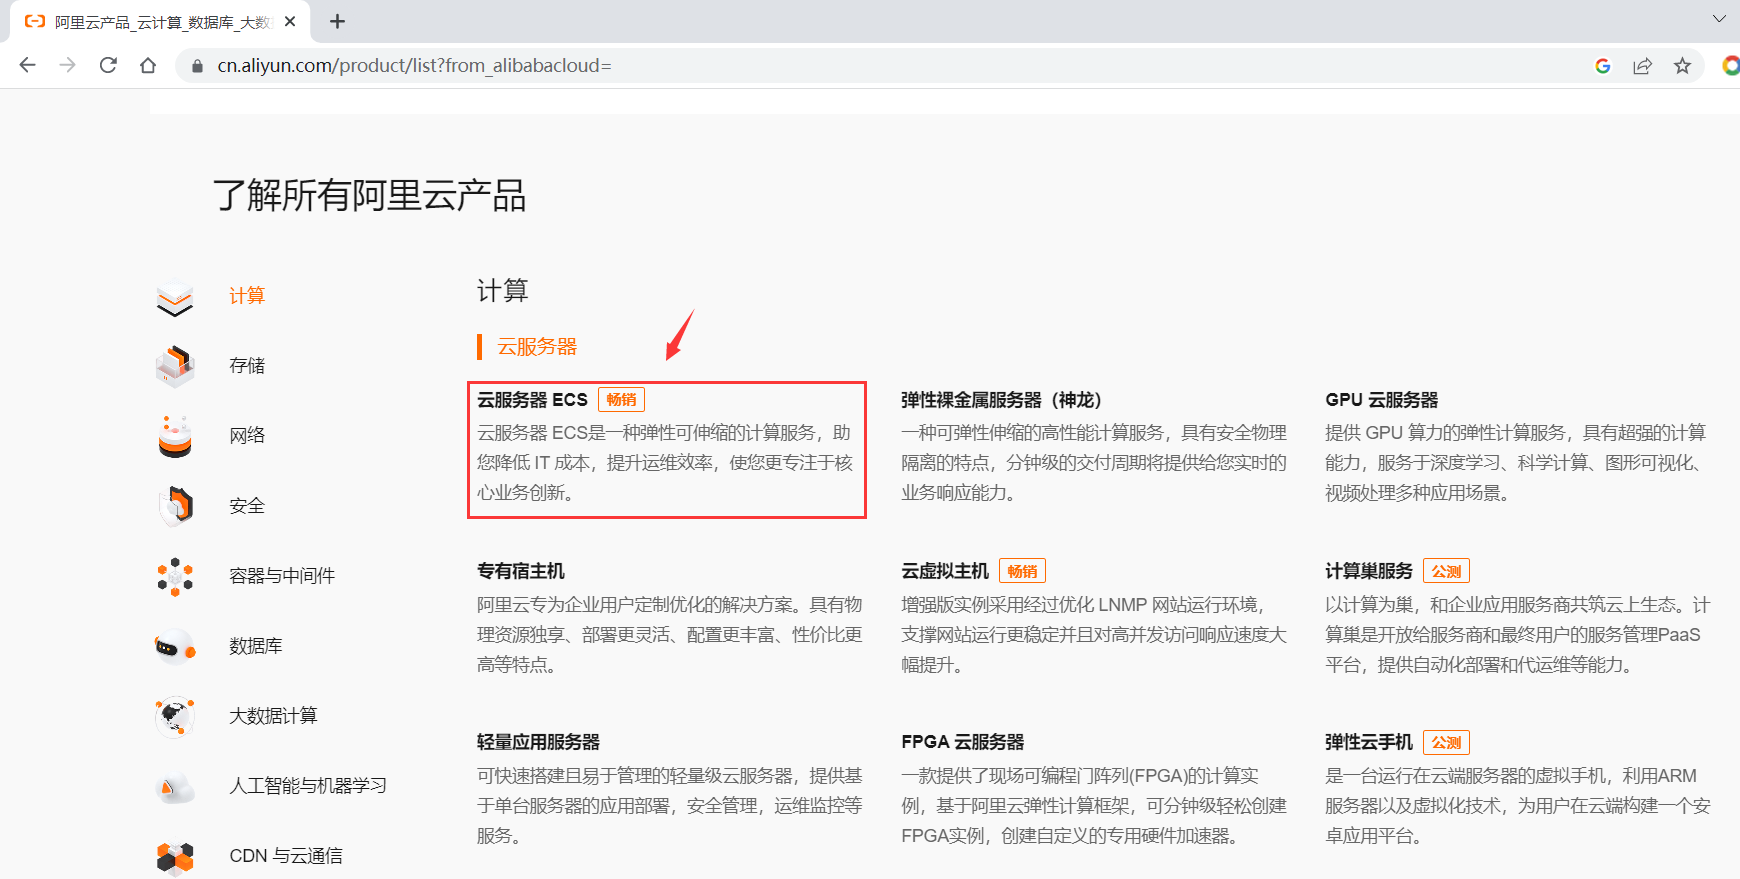 阿里云产品_云计算_数据库_大数
cn.aliyun.com/product/list?from_alibabacloud=
了解所有阿里云产品
计算
存储
网络
安全
容器与中间件
数据库
大数据计算
人工智能与机器学习
CDN 与云通信
计算
云服务器
云服务器 ECS 畅销
云服务器 ECS是一种弹性可伸缩的计算服务，助
您降低 IT 成本，提升运维效率，使您更专注于核
心业务创新。
弹性裸金属服务器（神龙）
一种可弹性伸缩的高性能计算服务，具有安全物理
隔离的特点，分钟级的交付周期将提供给您实时的
业务响应能力。
GPU 云服务器
提供 GPU 算力的弹性计算服务，具有超强的计算
能力，服务于深度学习、科学计算、图形可视化、
视频处理多种应用场景。
专有宿主机
阿里云专为企业用户定制优化的解决方案。具有物
理资源独享、部署更灵活、配置更丰富、性价比更
高等特点。
云虚拟主机 畅销
增强版实例采用经过优化 LNMP 网站运行环境，
支撑网站运行更稳定并且对高并发访问响应速度大
幅提升。
计算巢服务 公测
以计算为巢，和企业应用服务商共筑云上生态。计
算巢是开放给服务商和最终用户的服务管理PaaS
平台，提供自动化部署和代运维等能力。
轻量应用服务器
可快速搭建且易于管理的轻量级云服务器，提供基
于单台服务器的应用部署，安全管理，运维监控等
服务。
FPGA 云服务器
一款提供了现场可编程门阵列(FPGA)的计算实
例，基于阿里云弹性计算框架，可分钟级轻松创建
FPGA实例，创建自定义的专用硬件加速器。
弹性云手机 公测
是一台运行在云端服务器的虚拟手机，利用ARM
服务器以及虚拟化技术，为用户在云端构建一个安
卓应用平台。